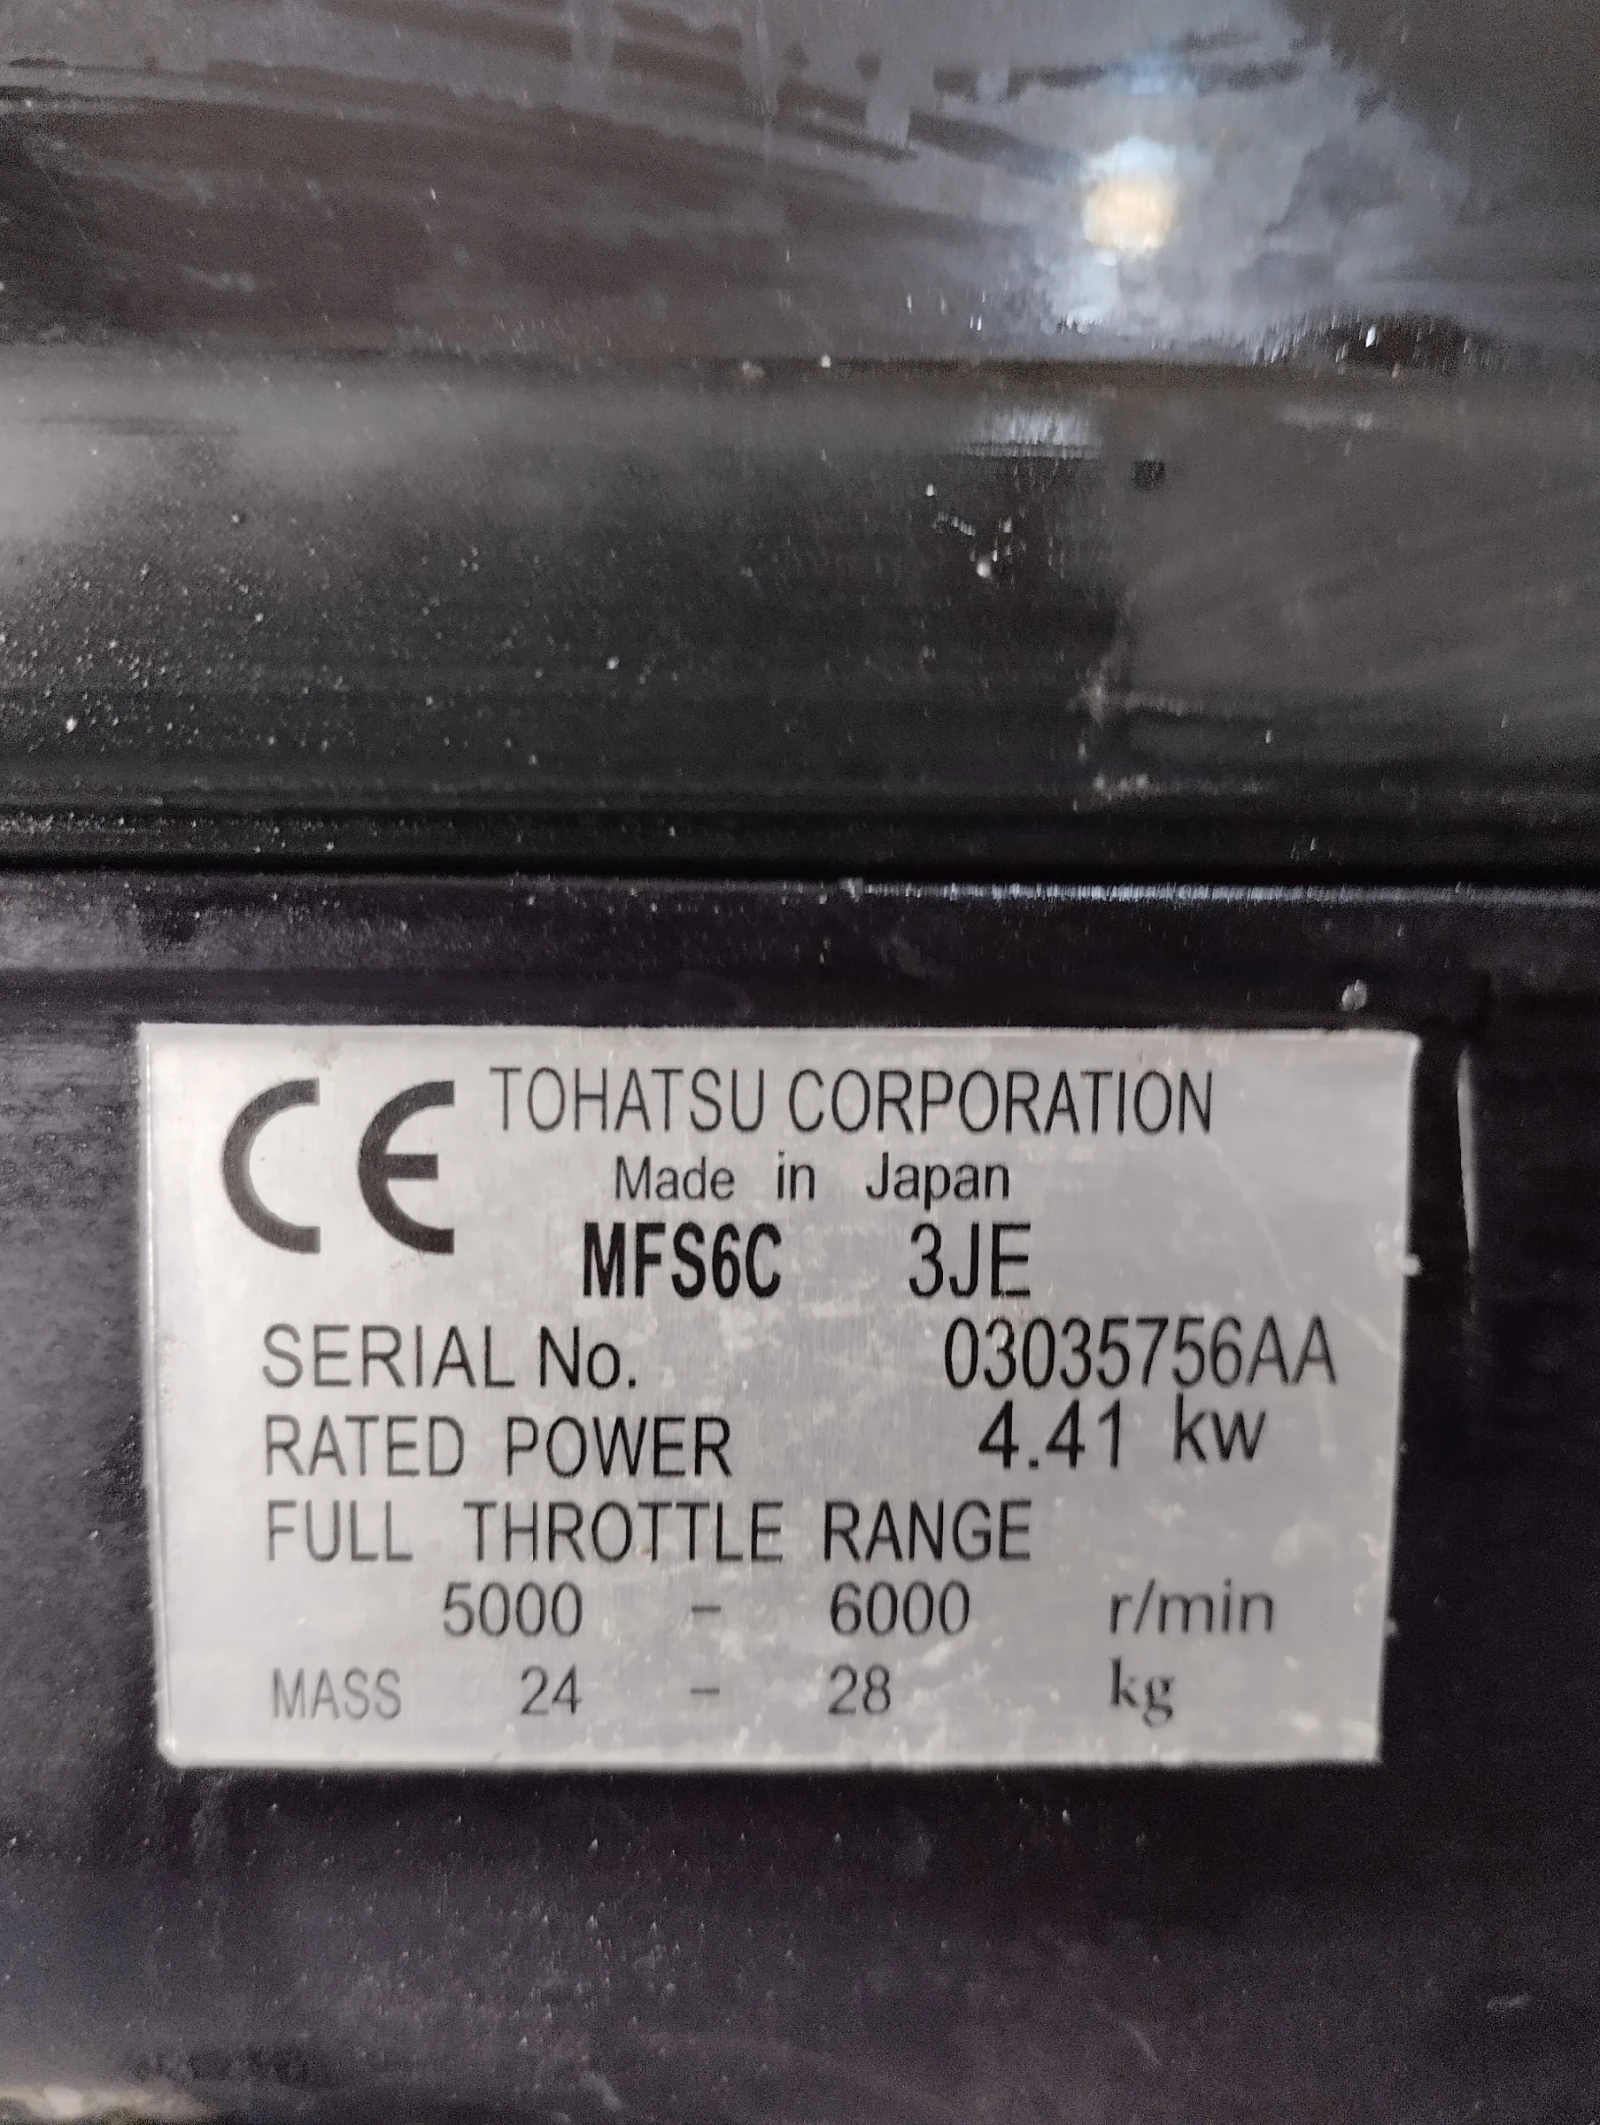 CE TOHATSU CORPORATION
Made in Japan
MFS6C 3JE
SERIAL No. 03035756AA
RATED POWER 4.41 kw
FULL THROTTLE RANGE
5000 - 6000 r/min
MASS 24 - 28 kg